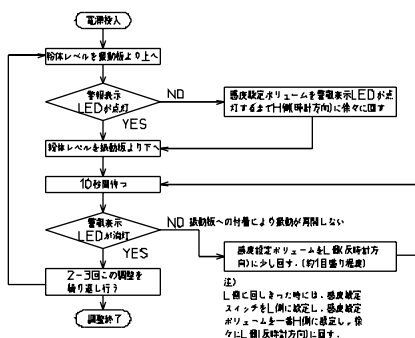 電源投入
粉体レベルを振動板より上へ
警報表示
LEDが点灯
NO
感度設定ボリュームを警報表示LEDが点
灯するまでH側(時計方向)に徐々に回す
YES
粉体レベルを振動板より下へ
10秒間待つ
警報表示
LEDが消灯
NO 振動板への付着により振動が再開しない
YES
感度設定ボリュームをL側(反時計方
向)に少し回す。(約1目盛り程度)
2-3回この調整を
繰り返し行う
調整終了
注)
L側に回しきった時には、感度設定
スイッチをL側に設定し、感度設定
ボリュームを一番H側に設定し、徐
々にL側(反時計方向)に回す。